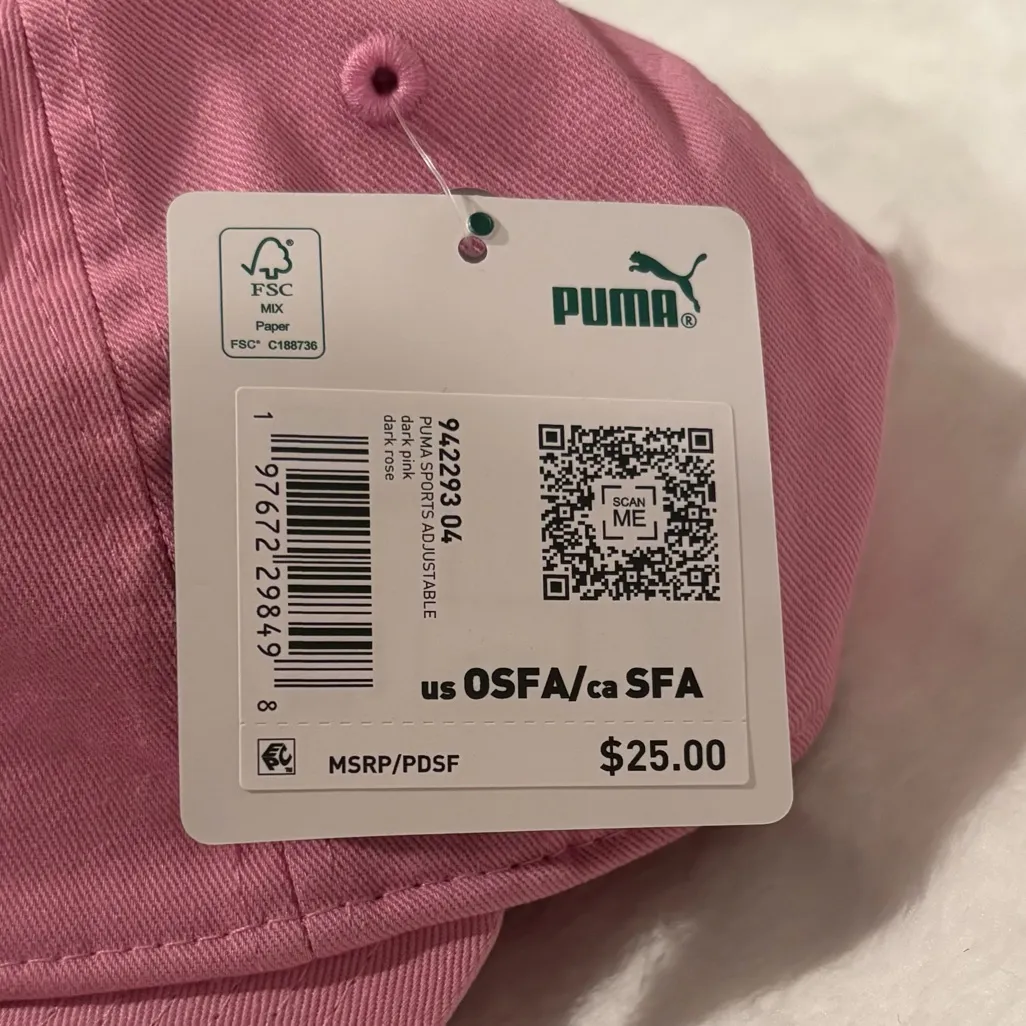 FSC®
MIX
Paper
FSC® C188736
PUMA®
942293 04
PUMA SPORTS ADJUSTABLE
dark pink
dark rose
1 97672 29849 8
SCAN
ME
us OSFA/ca SFA
MSRP/PDSF
$25.00